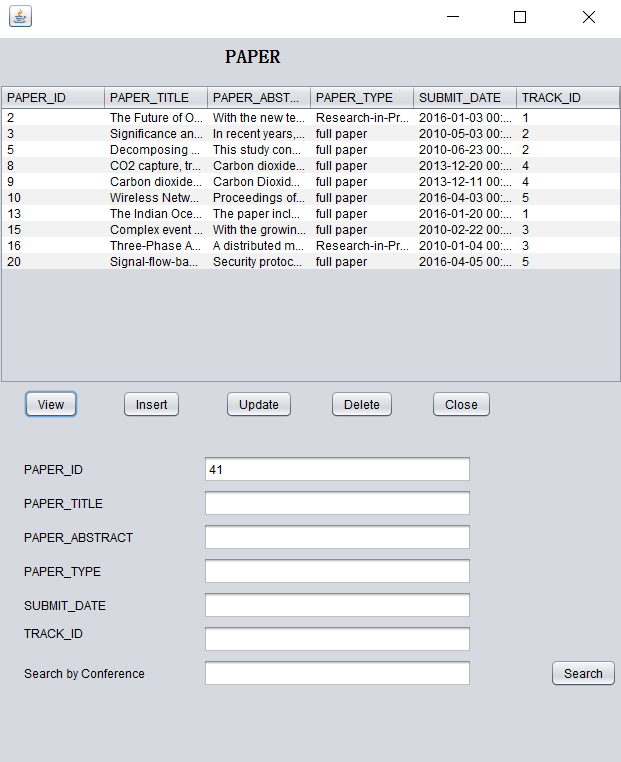 PAPER
PAPER_ID PAPER_TITLE PAPER_ABST... PAPER_TYPE SUBMIT_DATE TRACK_ID
2 The Future of O... With the new te... Research-in-Pr... 2016-01-03 00:... 1
3 Significance an... In recent years,... full paper 2010-05-03 00:... 2
5 Decomposing ... This study con... full paper 2010-06-23 00:... 2
8 CO2 capture, tr... Carbon dioxide... full paper 2013-12-20 00:... 4
9 Carbon dioxide... Carbon Dioxid... full paper 2013-12-11 00:... 4
10 Wireless Netw... Proceedings of... full paper 2016-04-03 00:... 5
13 The Indian Oce... The paper incl... full paper 2016-01-20 00:... 1
15 Complex event ... With the growin... full paper 2010-02-22 00:... 3
16 Three-Phase A... A distributed m... Research-in-Pr... 2010-01-04 00:... 3
20 Signal-flow-ba... Security protoc... full paper 2016-04-05 00:... 5
View Insert Update Delete Close
PAPER_ID 41
PAPER_TITLE
PAPER_ABSTRACT
PAPER_TYPE
SUBMIT_DATE
TRACK_ID
Search by Conference Search